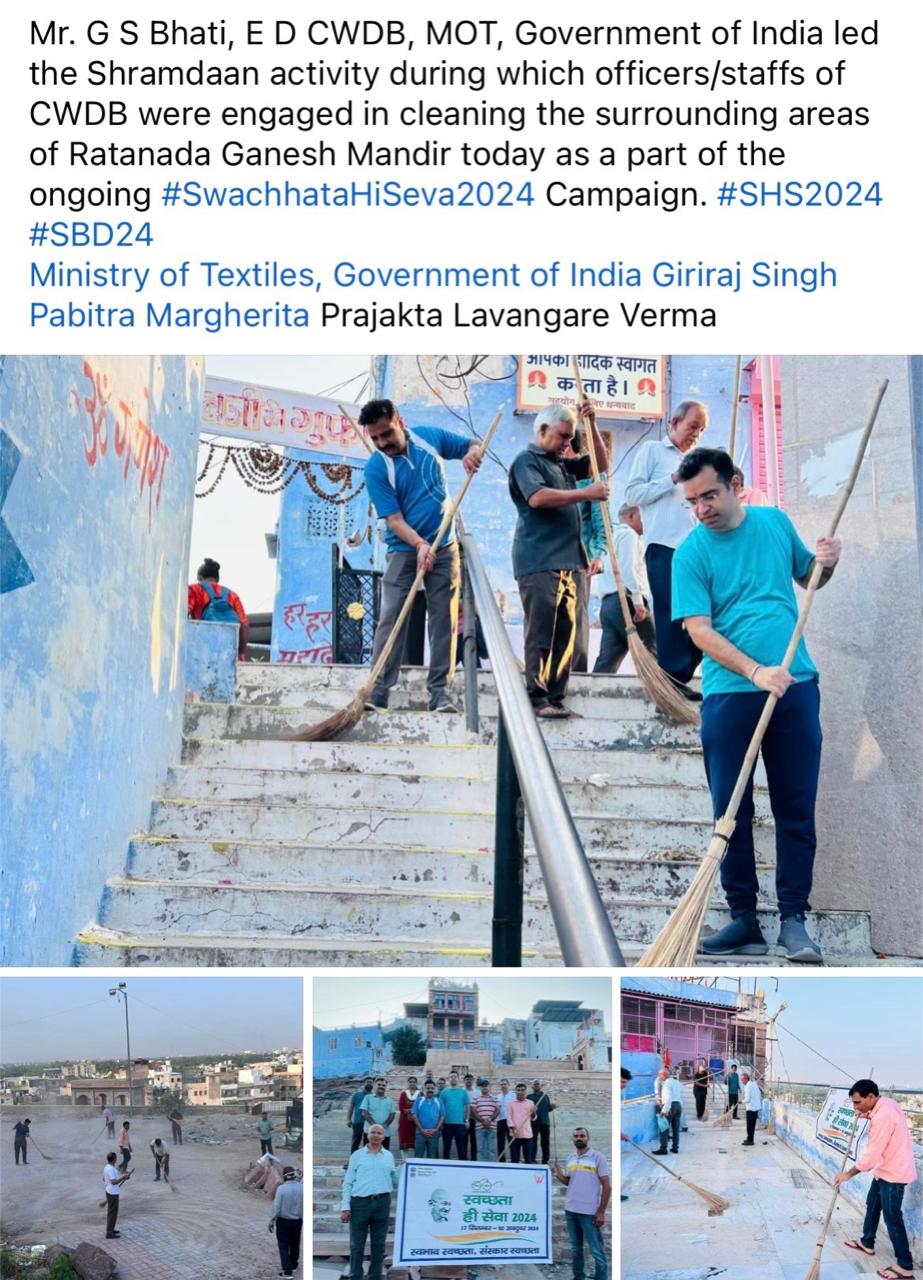 Mr. G S Bhati, E D CWDB, MOT, Government of India led
the Shramdaan activity during which officers/staffs of
CWDB were engaged in cleaning the surrounding areas
of Ratanada Ganesh Mandir today as a part of the
ongoing #SwachhataHiSeva2024 Campaign. #SHS2024
#SBD24
Ministry of Textiles, Government of India Giriraj Singh
Pabitra Margherita Prajakta Lavangare Verma
आपका हार्दिक स्वागत
करता है।
लिए धन्यवाद
हर हर
स्वच्छता
ही सेवा 2024
स्वभाव स्वच्छता, संस्कार स्वच्छता